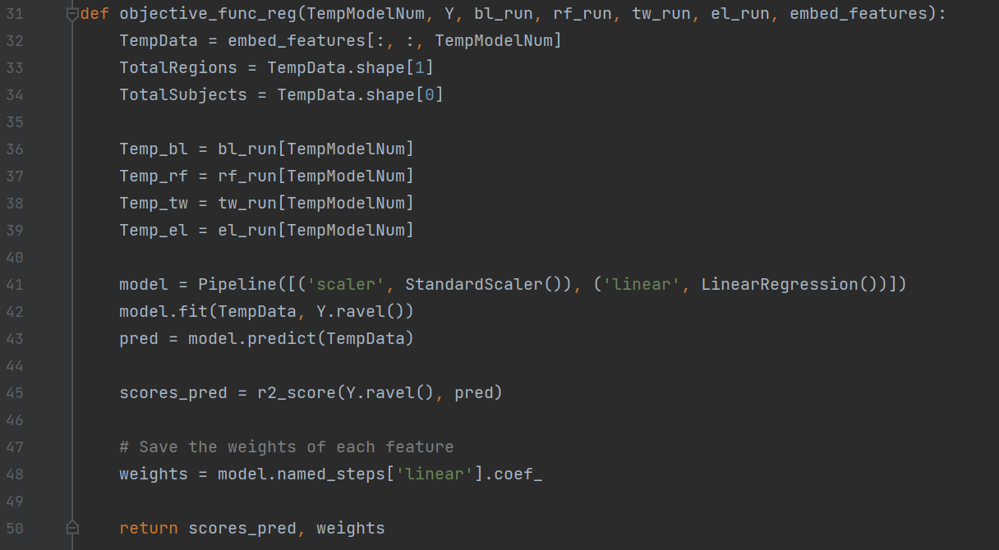 31 def objective_func_reg(TempModelNum, Y, bl_run, rf_run, tw_run, el_run, embed_features):
32     TempData = embed_features[:, :, TempModelNum]
33     TotalRegions = TempData.shape[1]
34     TotalSubjects = TempData.shape[0]
35
36     Temp_bl = bl_run[TempModelNum]
37     Temp_rf = rf_run[TempModelNum]
38     Temp_tw = tw_run[TempModelNum]
39     Temp_el = el_run[TempModelNum]
40
41     model = Pipeline([('scaler', StandardScaler()), ('linear', LinearRegression())])
42     model.fit(TempData, Y.ravel())
43     pred = model.predict(TempData)
44
45     scores_pred = r2_score(Y.ravel(), pred)
46
47     # Save the weights of each feature
48     weights = model.named_steps['linear'].coef_
49
50     return scores_pred, weights